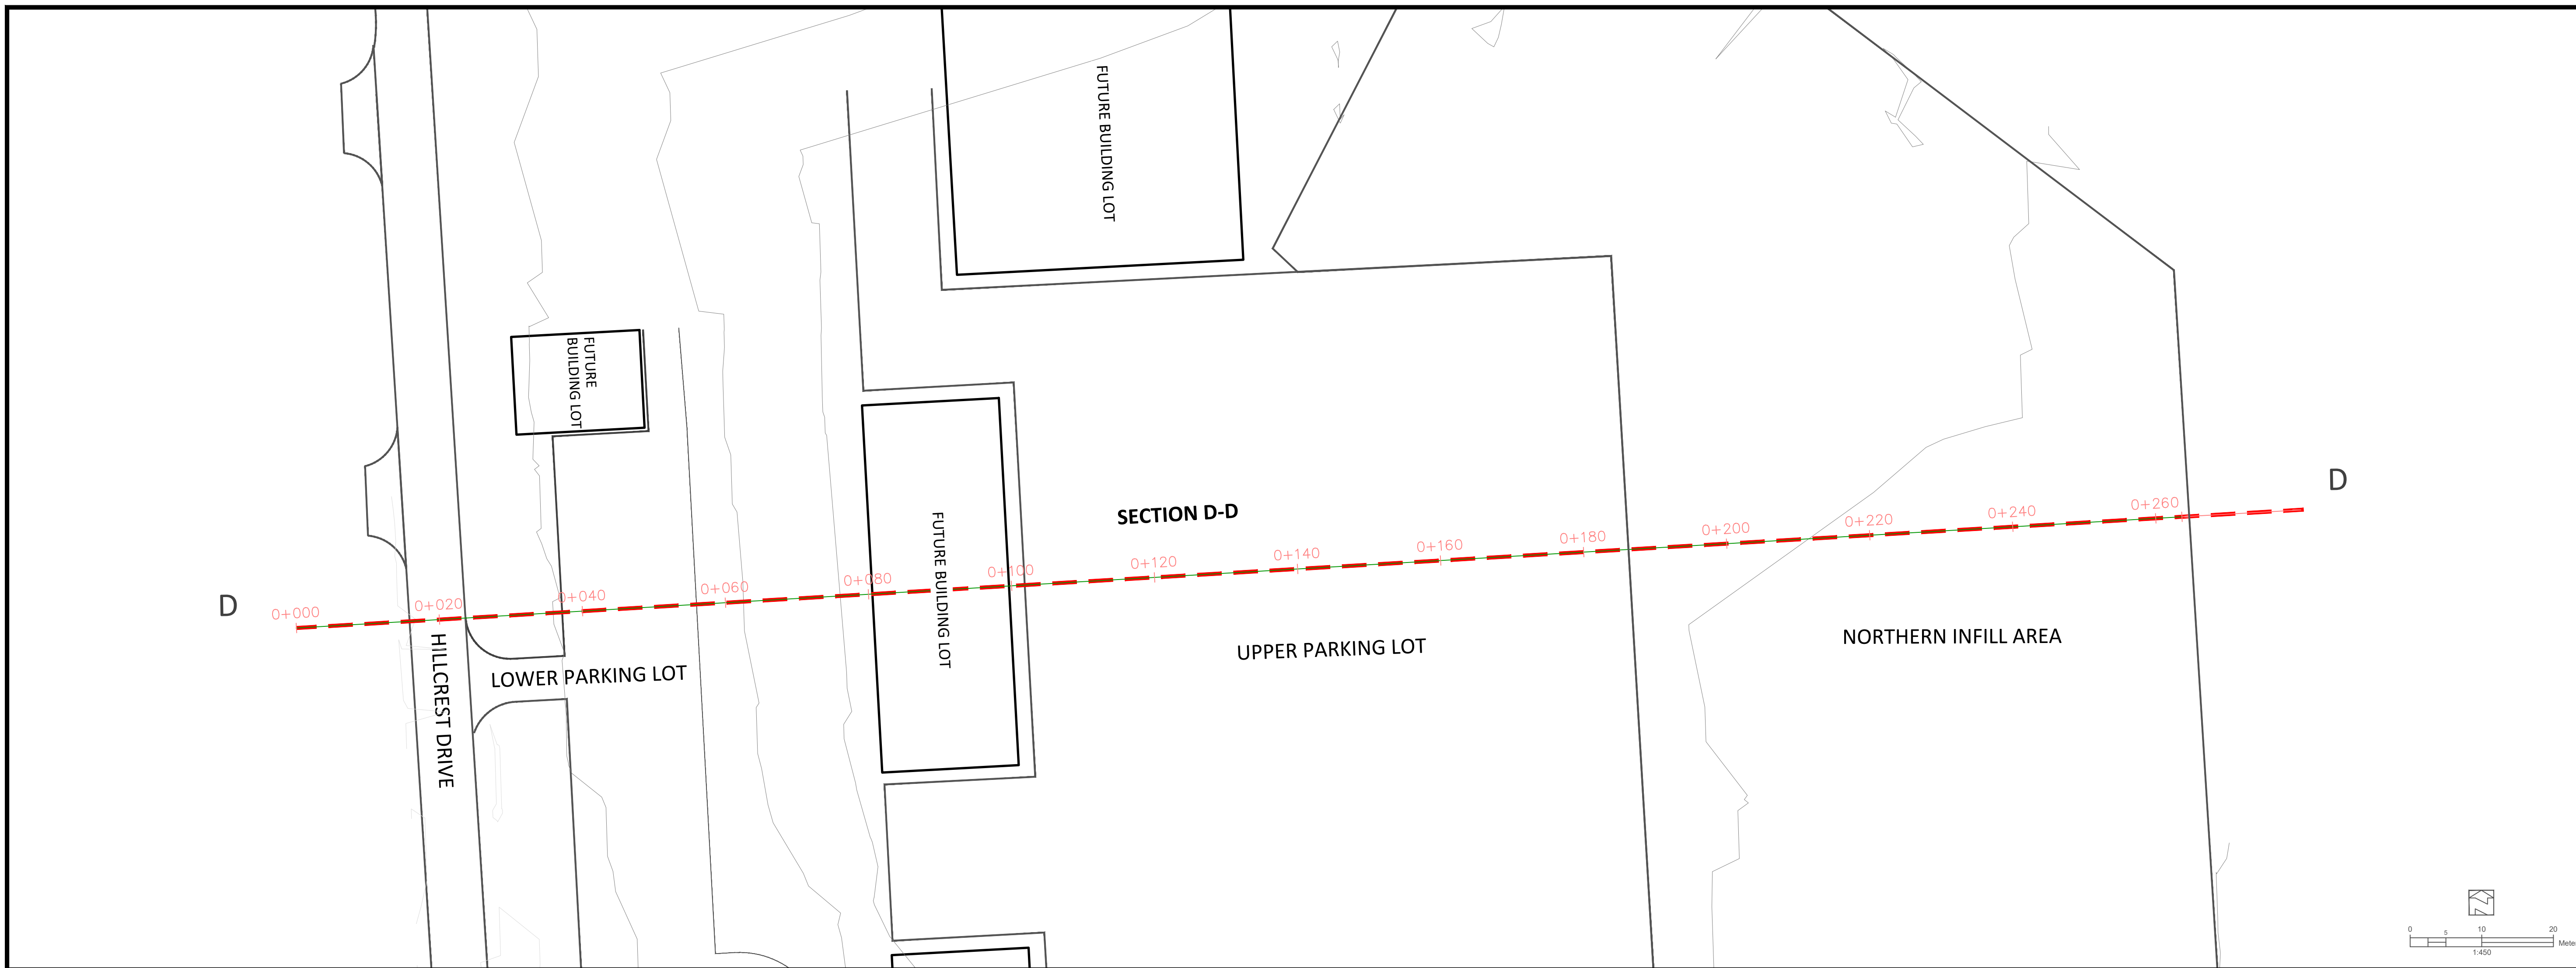 FUTURE BUILDING LOT
FUTURE
BUILDING LOT
D
SECTION D-D
FUTURE BUILDING LOT
0+000
0+020
0+040
0+060
0+080
0+100
0+120
0+140
0+160
0+180
0+200
0+220
0+240
0+260
D
HILLCREST DRIVE
LOWER PARKING LOT
UPPER PARKING LOT
NORTHERN INFILL AREA
N
0 5 10 20
Mete
1:450